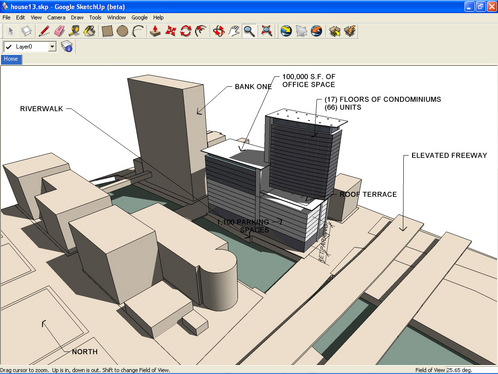 house13.skp - Google SketchUp (beta)
File Edit View Camera Draw Tools Window Google Help
Layer0
Home
100,000 S.F. OF
OFFICE SPACE
BANK ONE
(17) FLOORS OF CONDOMINIUMS
(66) UNITS
RIVERWALK
ELEVATED FREEWAY
ROOF TERRACE
1,100 PARKING
SPACES
NORTH
Drag cursor to zoom. Up is in, down is out. Shift to change Field of View.
Field of View 25.65 deg.